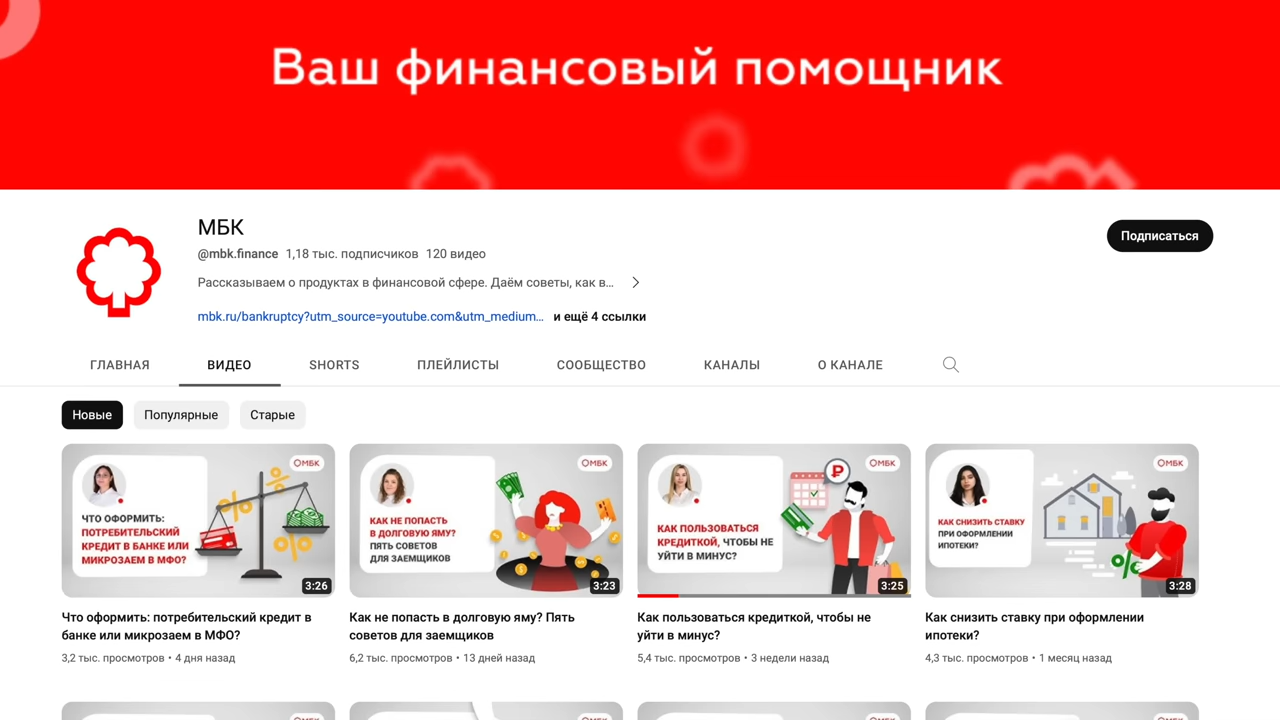 Ваш финансовый помощник
МБК
@mbk.finance 1,18 тыс. подписчиков 120 видео
Подписаться
Рассказываем о продуктах в финансовой сфере. Даём советы, как в...
mbk.ru/bankruptcy?utm_source=youtube.com&utm_medium... и ещё 4 ссылки
ГЛАВНАЯ ВИДЕО SHORTS ПЛЕЙЛИСТЫ СООБЩЕСТВО КАНАЛЫ О КАНАЛЕ
Новые Популярные Старые
МБК
ЧТО ОФОРМИТЬ:
ПОТРЕБИТЕЛЬСКИЙ
КРЕДИТ В БАНКЕ ИЛИ
МИКРОЗАЕМ В МФО?
3:26
МБК
КАК НЕ ПОПАСТЬ
В ДОЛГОВУЮ ЯМУ?
ПЯТЬ СОВЕТОВ
ДЛЯ ЗАЕМЩИКОВ
3:23
МБК
КАК ПОЛЬЗОВАТЬСЯ
КРЕДИТКОЙ, ЧТОБЫ НЕ
УЙТИ В МИНУС?
3:25
МБК
КАК СНИЗИТЬ СТАВКУ
ПРИ ОФОРМЛЕНИИ
ИПОТЕКИ?
3:28
Что оформить: потребительский кредит в
банке или микрозаем в МФО?
3,2 тыс. просмотров • 4 дня назад
Как не попасть в долговую яму? Пять
советов для заемщиков
6,2 тыс. просмотров • 13 дней назад
Как пользоваться кредиткой, чтобы не
уйти в минус?
5,4 тыс. просмотров • 3 недели назад
Как снизить ставку при оформлении
ипотеки?
4,3 тыс. просмотров • 1 месяц назад